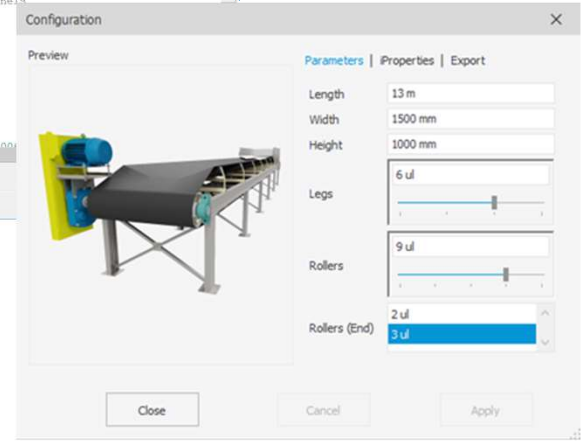 Configuration
Preview
Parameters | iProperties | Export
Length 13 m
Width 1500 mm
Height 1000 mm
Legs 6 ul
Rollers 9 ul
Rollers (End) 2 ul
3 ul
Close Cancel Apply